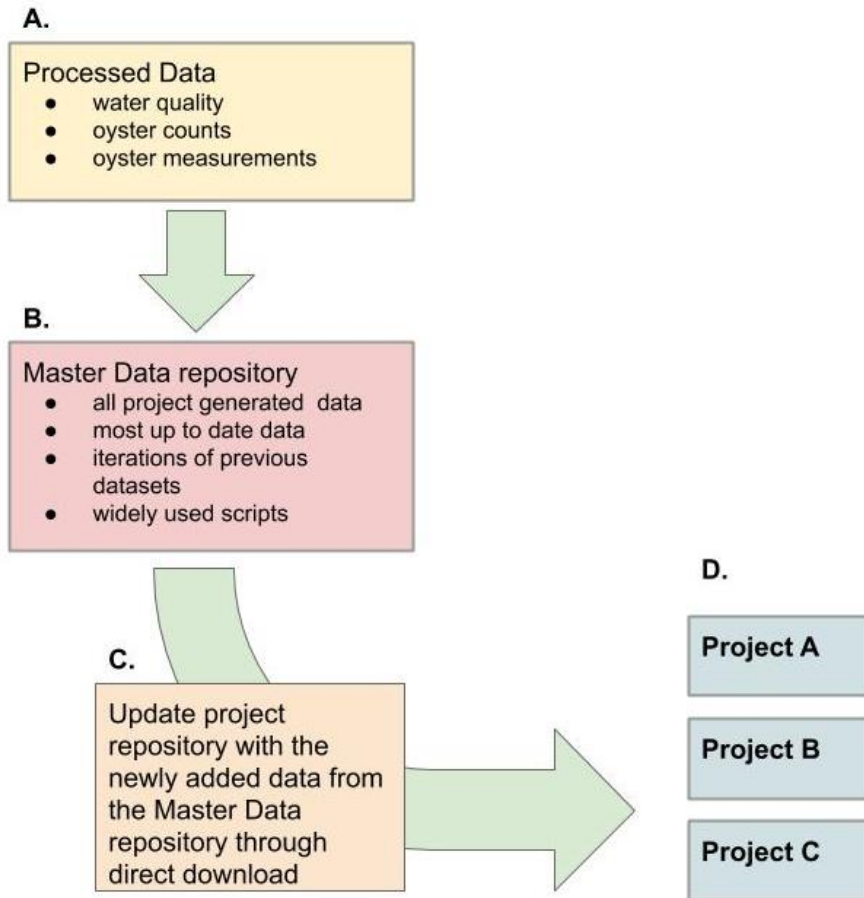 A.
Processed Data
● water quality
● oyster counts
● oyster measurements
B.
Master Data repository
● all project generated data
● most up to date data
● iterations of previous
datasets
● widely used scripts
C.
Update project
repository with the
newly added data from
the Master Data
repository through
direct download
D.
Project A
Project B
Project C